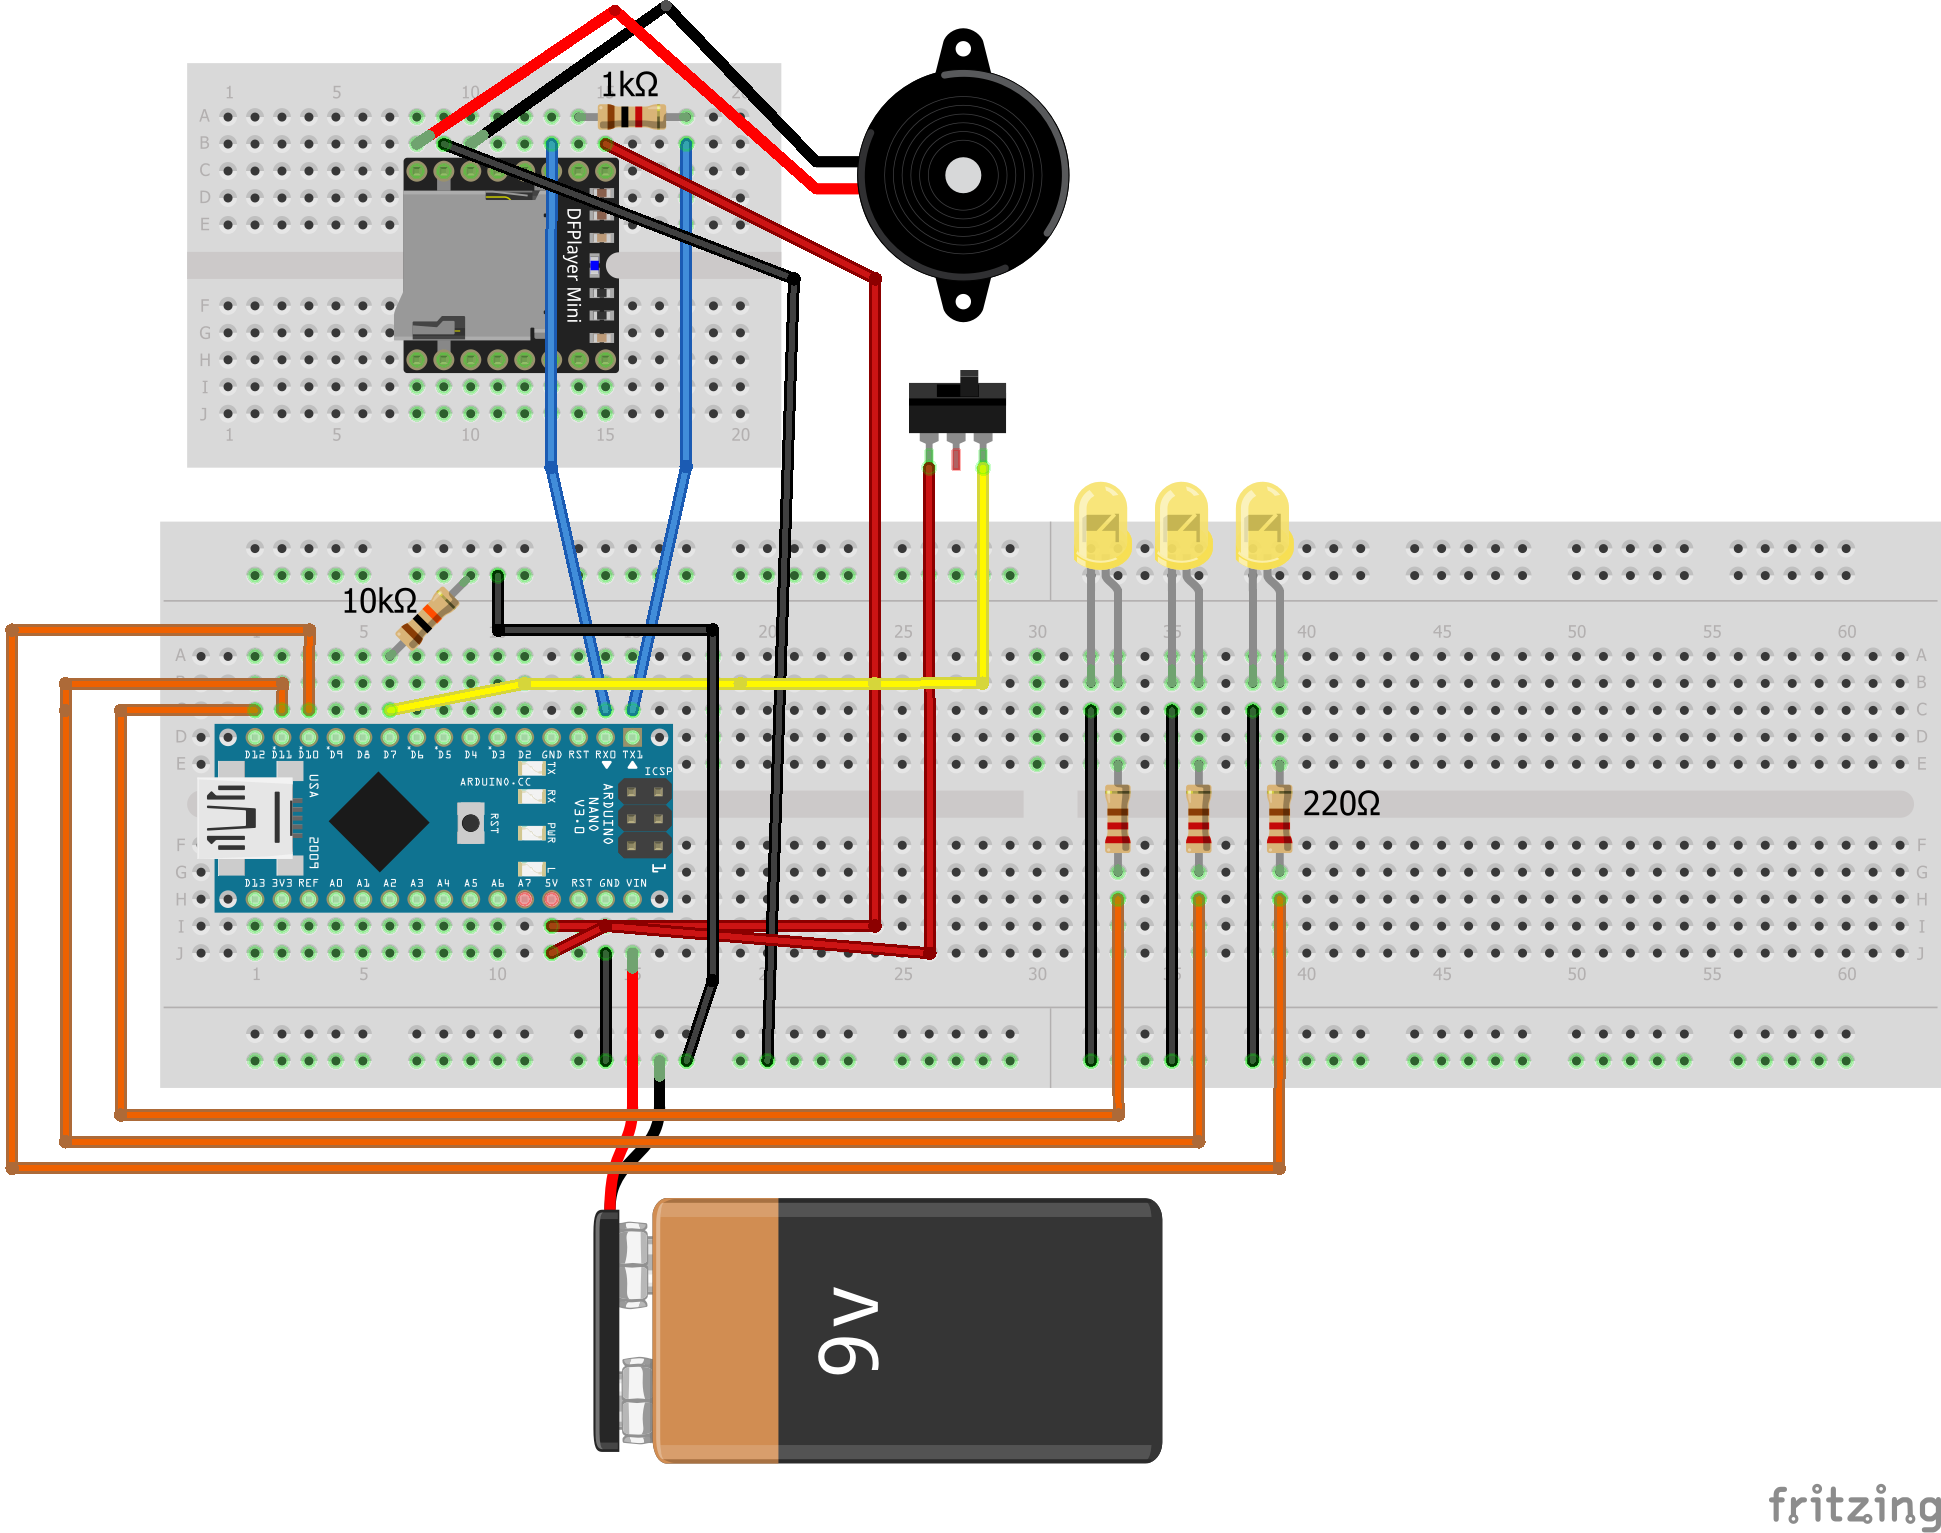 1kΩ
1 5 10 20
A
B
C
D
E
DFPlayer Mini
F
G
H
I
J
1 5 10 15 20
10kΩ
5 20 25 30 40 45 50 55 60
A A
B
C
D D
E E
D12 D11 D10 D9 D8 D7 D6 D5 D4 D3 D2 GND RST RX0 TX1
ICSP
ARDUINO.CC
TX
RX
PWR
L
RST
ARDUINO
NANO
V3.0
USA
2009
1
220Ω
D13 3V3 REF A0 A1 A2 A3 A4 A5 A6 A7 5V RST GND VIN
F F
G G
H H
I I
J J
1 5 10 25 30 40 45 50 55 60
9v
fritzing